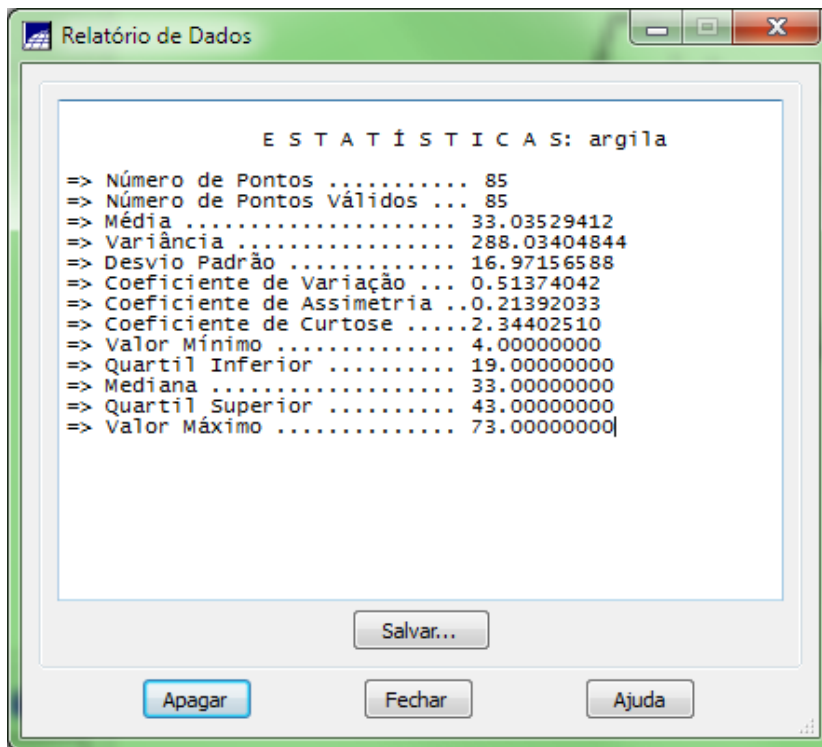 Relatório de Dados
E S T A T Í S T I C A S: argila
=> Número de Pontos ........... 85
=> Número de Pontos Válidos ... 85
=> Média ..................... 33.03529412
=> Variância ................. 288.03404844
=> Desvio Padrão ............. 16.97156588
=> Coeficiente de Variação ... 0.51374042
=> Coeficiente de Assimetria ..0.21392033
=> Coeficiente de Curtose .....2.34402510
=> Valor Mínimo .............. 4.00000000
=> Quartil Inferior .......... 19.00000000
=> Mediana ................... 33.00000000
=> Quartil Superior .......... 43.00000000
=> Valor Máximo .............. 73.00000000
Salvar...
Apagar Fechar Ajuda